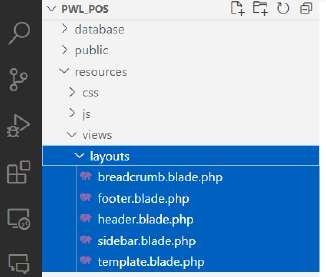 PWL_POS
database
public
resources
css
js
views
layouts
breadcrumb.blade.php
footer.blade.php
header.blade.php
sidebar.blade.php
template.blade.php